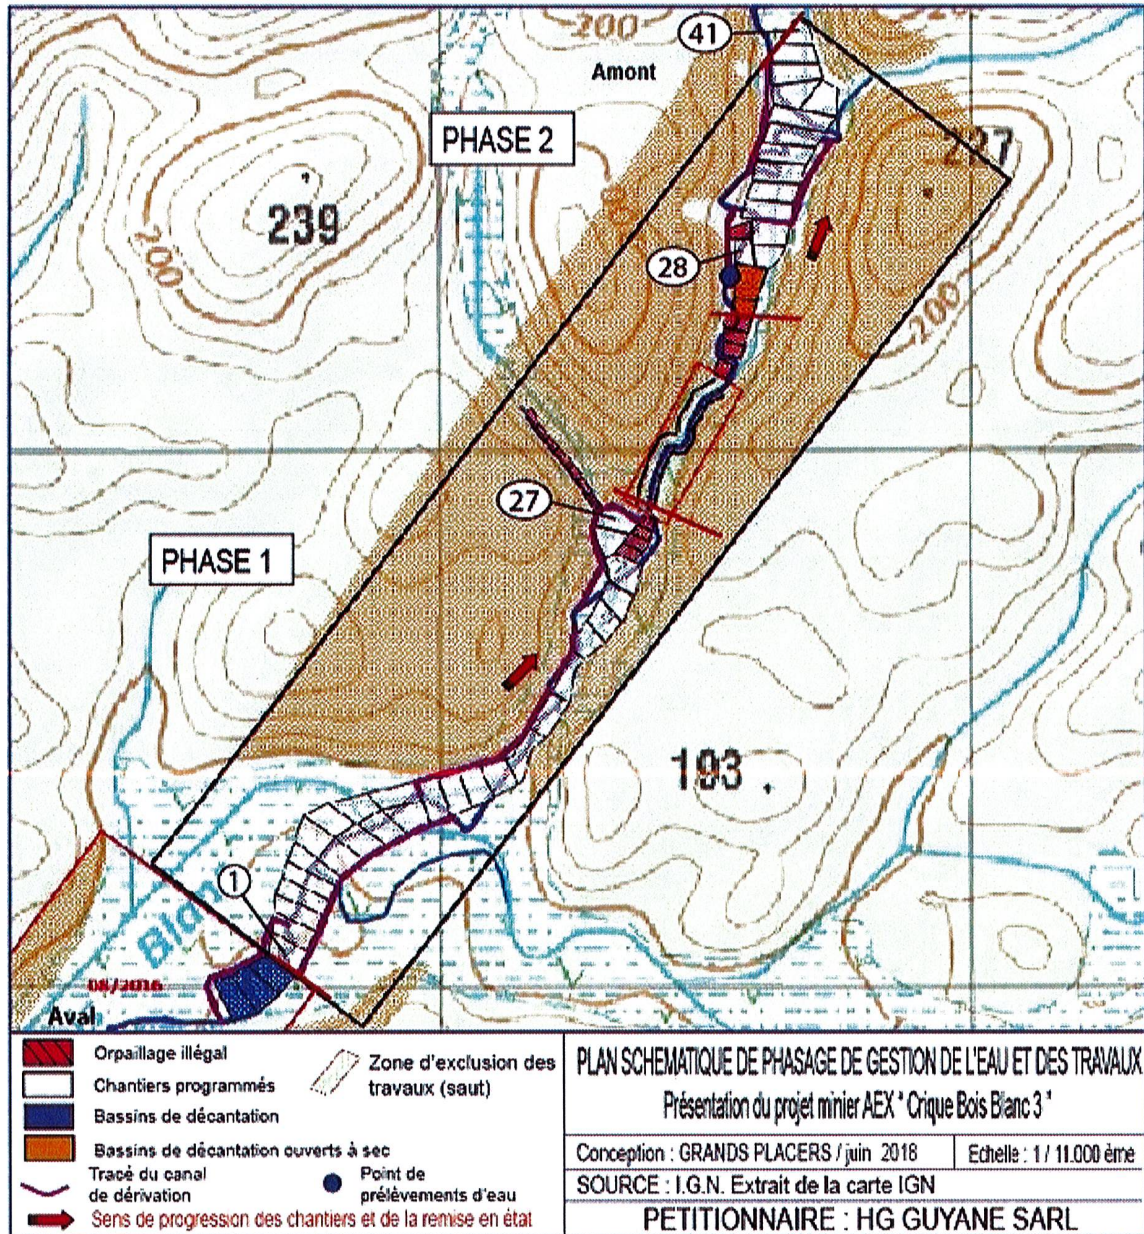 41
200
Amont
PHASE 2
227
239
200
28
200
27
PHASE 1
193
1
Blanc
08/2016
Aval
Orpaillage illégal
Chantiers programmés
Bassins de décantation
Bassins de décantation ouverts à sec
Tracé du canal
de dérivation
Zone d'exclusion des
travaux (saut)
Point de
prélèvements d'eau
Sens de progression des chantiers et de la remise en état
PLAN SCHEMATIQUE DE PHASAGE DE GESTION DE L'EAU ET DES TRAVAUX
Présentation du projet minier AEX " Crique Bois Blanc 3 "
Conception : GRANDS PLACERS / juin 2018
Echelle : 1 / 11.000 ème
SOURCE : I.G.N. Extrait de la carte IGN
PETITIONNAIRE : HG GUYANE SARL